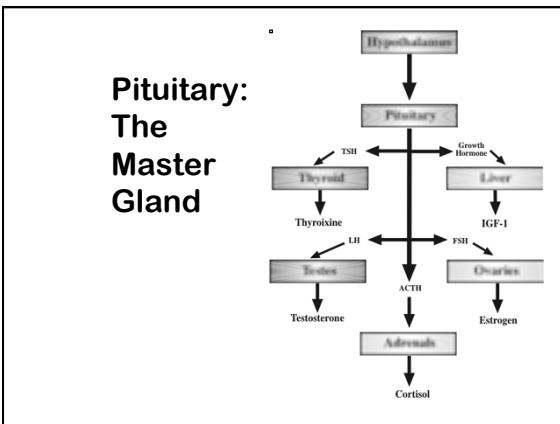 Pituitary:
The
Master
Gland
Hypothalamus
Pituitary
TSH
Growth
Hormone
Thyroid
Liver
Thyroixine
IGF-1
LH
FSH
Testes
Ovaries
ACTH
Testosterone
Estrogen
Adrenals
Cortisol